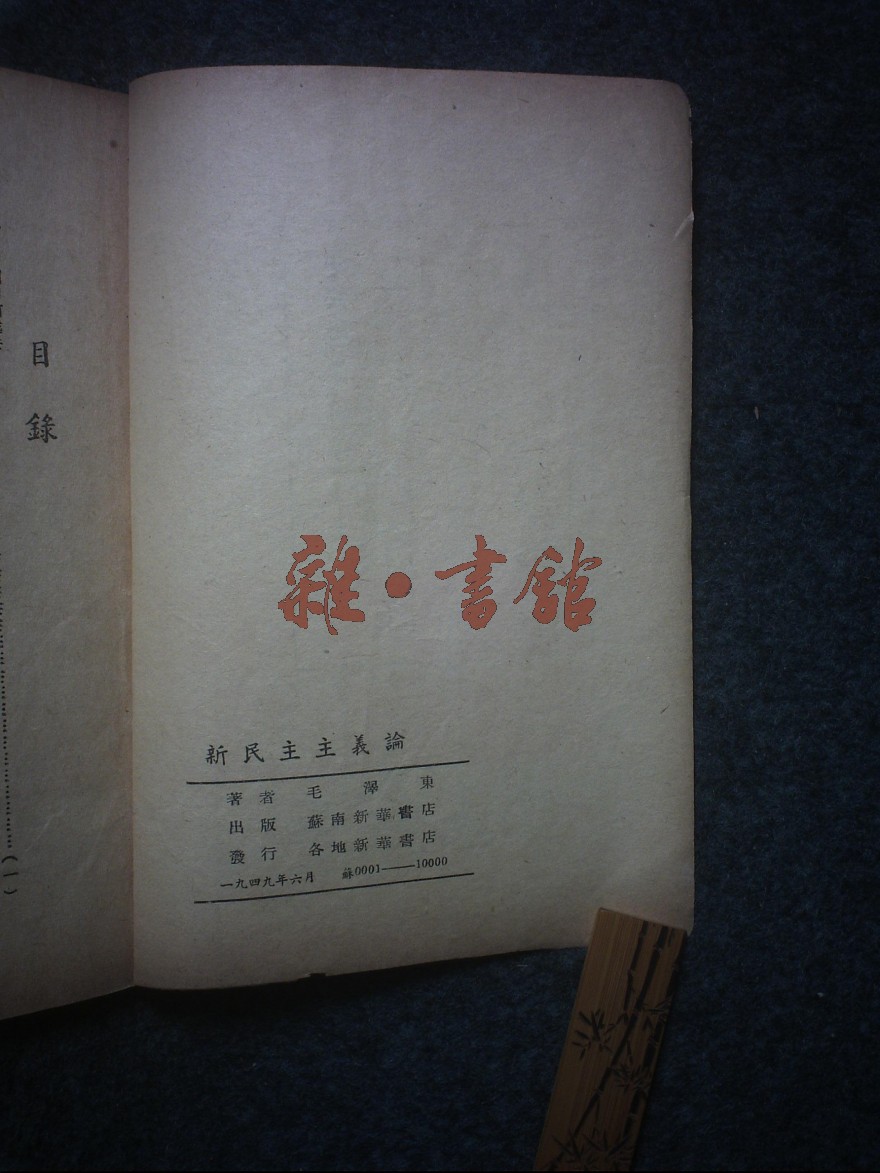 目錄
(一)
雜•書館
新民主主義論
著者 毛澤東
出版 蘇南新華書店
發行 各地新華書店
一九四九年六月 蘇0001——10000